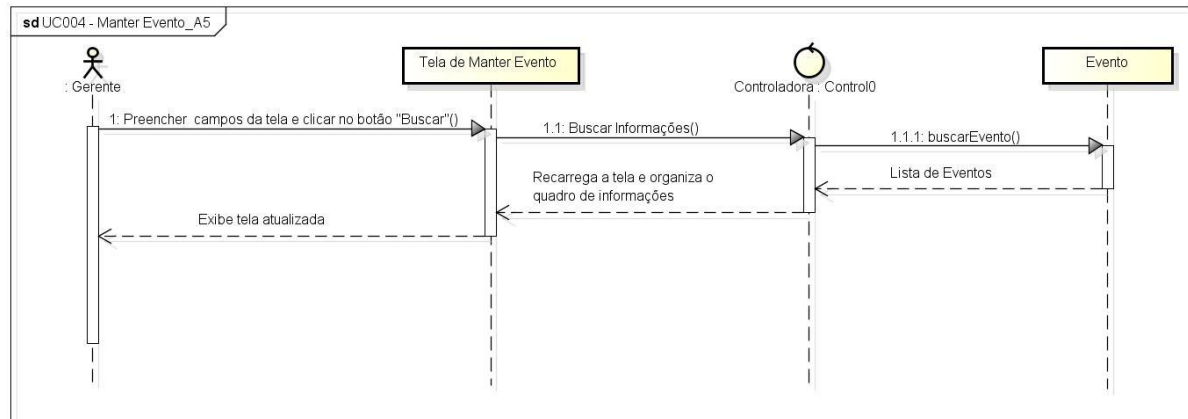 sd UC004 - Manter Evento_A5
: Gerente
Tela de Manter Evento
Controladora : Control0
Evento
1: Preencher campos da tela e clicar no botão "Buscar"()
1.1: Buscar Informações()
1.1.1: buscarEvento()
Lista de Eventos
Recarrega a tela e organiza o
quadro de informações
Exibe tela atualizada